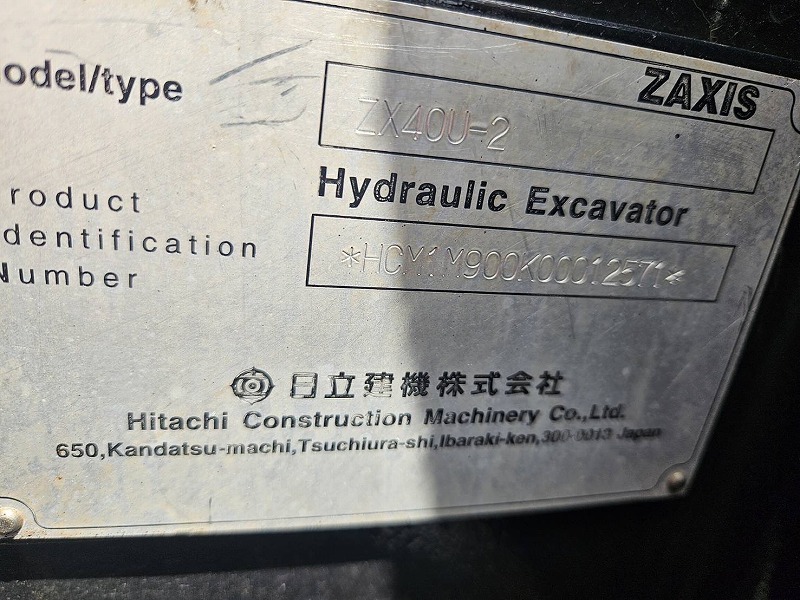 odel/type
ZAXIS
ZX40U-2
Hydraulic Excavator
roduct
dentification
Number
*HCM1M900K00012571*
日立建機株式会社
Hitachi Construction Machinery Co.,Ltd.
650,Kandatsu-machi,Tsuchiura-shi,Ibaraki-ken,300-0013 Japan